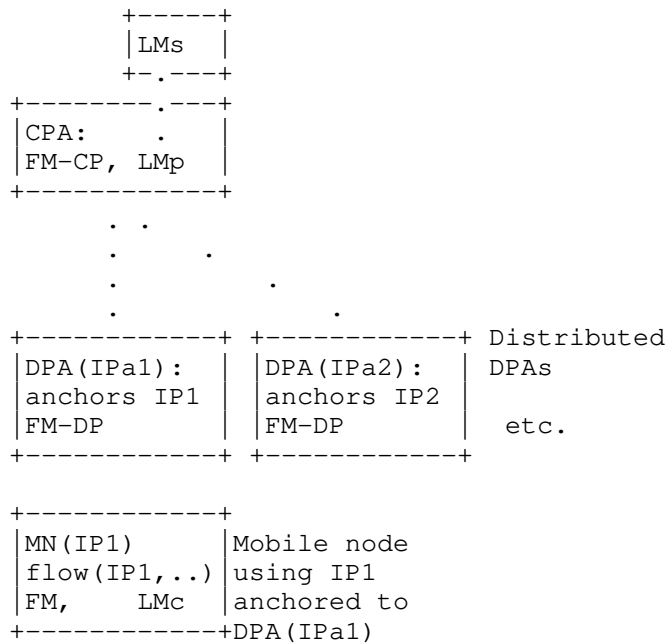 LMs
CPA:
FM-CP, LMp
DPA(IPa1): DPA(IPa2): Distributed DPAs
anchors IP1 anchors IP2
FM-DP FM-DP etc.
MN(IP1) Mobile node
flow(IP1,..) using IP1
FM, LMc anchored to
DPA(IPa1)